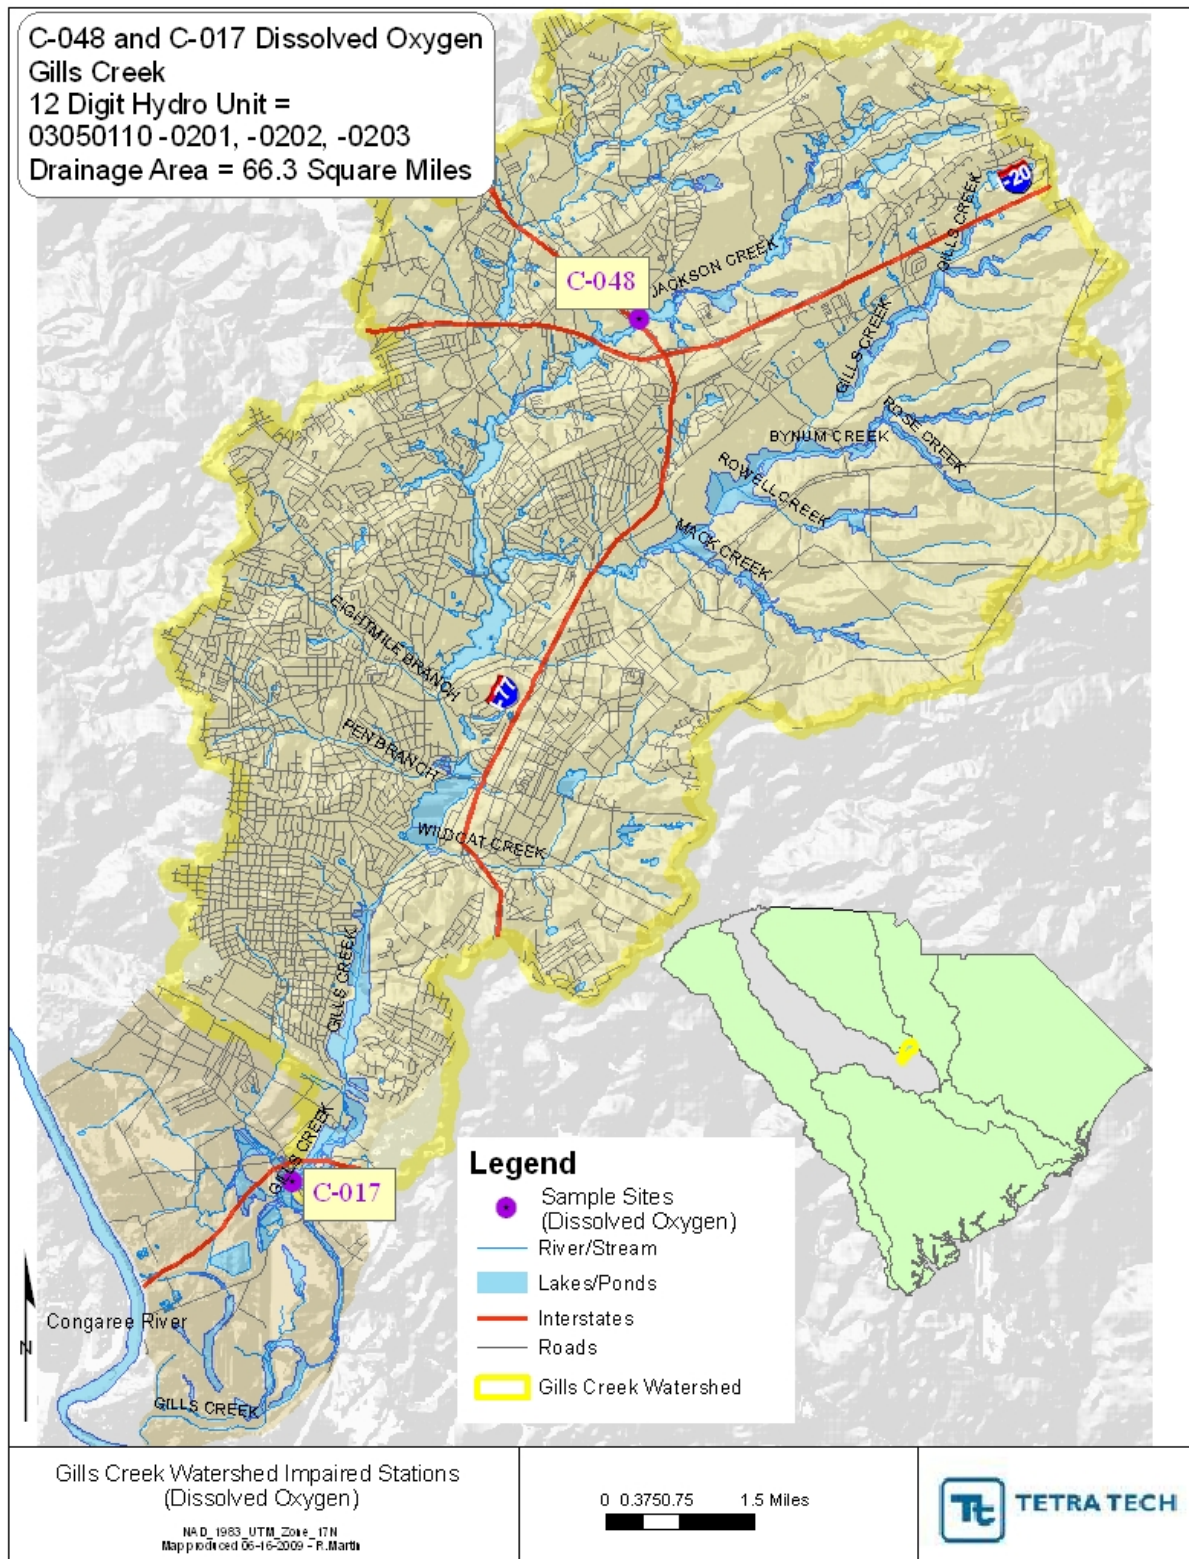 C-048 and C-017 Dissolved Oxygen
Gills Creek
12 Digit Hydro Unit =
03050110 -0201, -0202, -0203
Drainage Area = 66.3 Square Miles
I-20
GILLS CREEK
JACKSON CREEK
C-048
GILLS CREEK
ROSE CREEK
BYNUM CREEK
ROWELL CREEK
MACK CREEK
EIGHTMILE BRANCH
I-77
PEN BRANCH
WILDCAT CREEK
GILLS CREEK
GILLS CREEK
C-017
Congaree River
N
GILLS CREEK
Legend
Sample Sites
(Dissolved Oxygen)
River/Stream
Lakes/Ponds
Interstates
Roads
Gills Creek Watershed
Gills Creek Watershed Impaired Stations
(Dissolved Oxygen)
NAD_1983_UTM_Zone_17N
Map produced 06-16-2009 - R.Martin
0 0.3750.75 1.5 Miles
Tt TETRA TECH